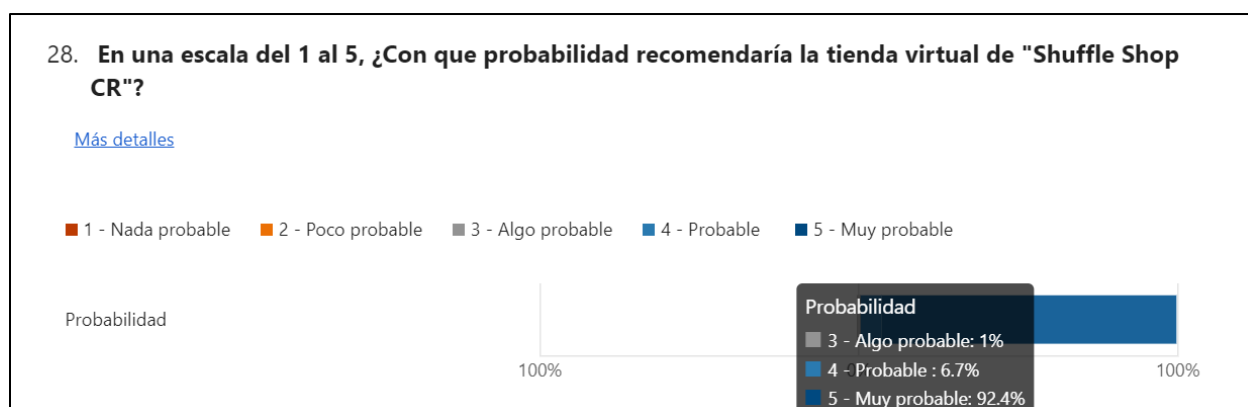 28. En una escala del 1 al 5, ¿Con que probabilidad recomendaría la tienda virtual de "Shuffle Shop
CR"?
Más detalles
1 - Nada probable 2 - Poco probable 3 - Algo probable 4 - Probable 5 - Muy probable
Probabilidad
Probabilidad
3 - Algo probable: 1%
4 - Probable : 6.7%
5 - Muy probable: 92.4%
100% 100%